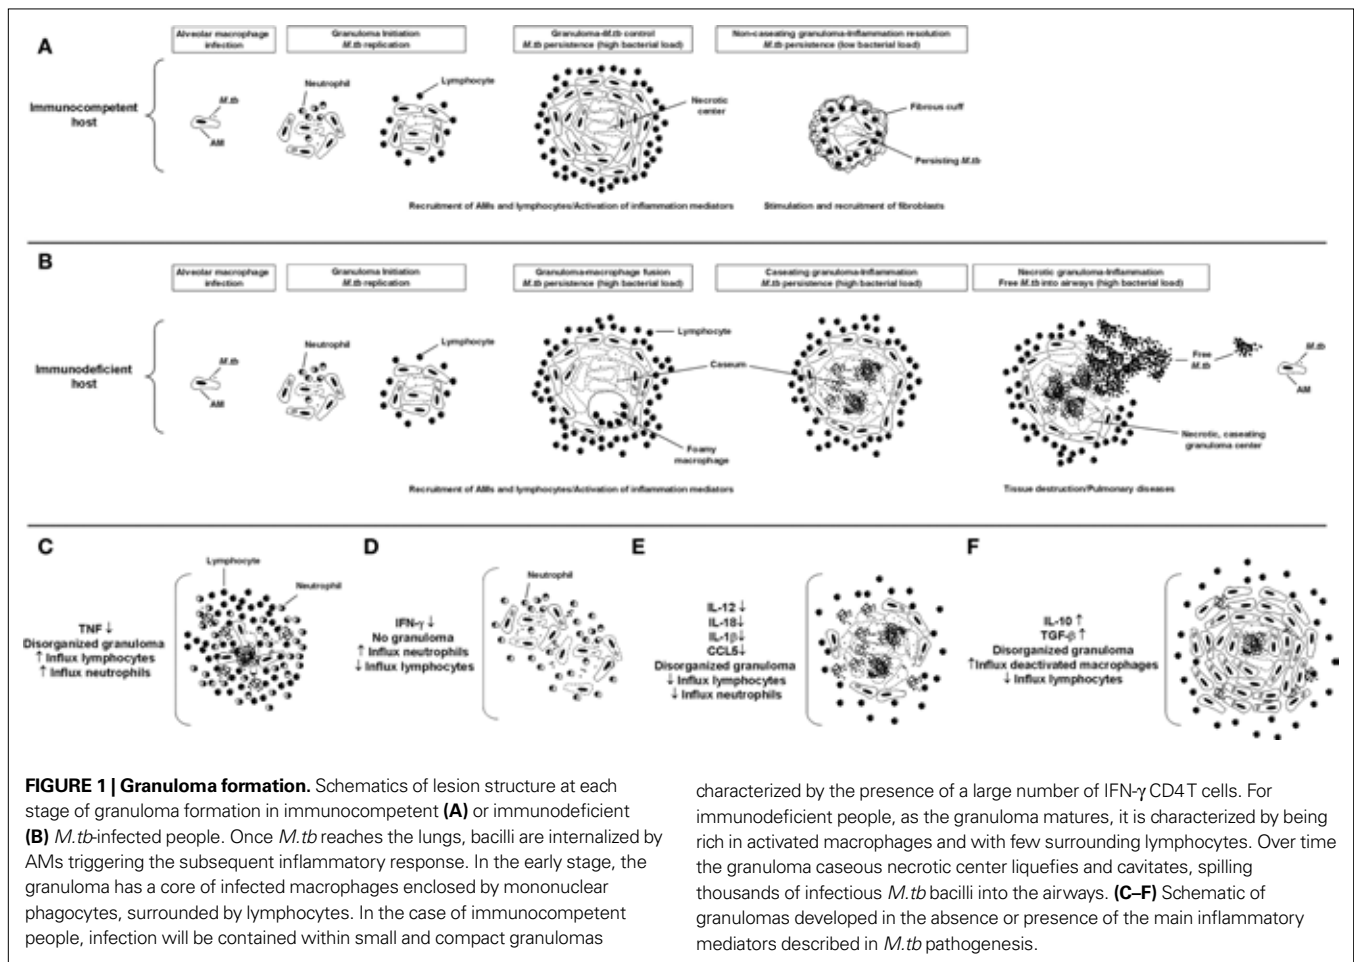 A
Alveolar macrophage
infection
Granuloma Initiation
M.tb replication
Granuloma-M.tb control
M.tb persistence (high bacterial load)
Non-caseating granuloma-Inflammation resolution
M.tb persistence (low bacterial load)
Immunocompetent
host
M.tb
AM
Neutrophil
Lymphocyte
Necrotic
center
Fibrous cuff
Persisting M.tb
Recruitment of AMs and lymphocytes/Activation of inflammation mediators
Stimulation and recruitment of fibroblasts
B
Alveolar macrophage
infection
Granuloma Initiation
M.tb replication
Granuloma-macrophage fusion
M.tb persistence (high bacterial load)
Caseating granuloma-Inflammation
M.tb persistence (high bacterial load)
Necrotic granuloma-Inflammation
Free M.tb into airways (high bacterial load)
Immunodeficient
host
M.tb
AM
Neutrophil
Lymphocyte
Lymphocyte
Caseum
Foamy
macrophage
Free
M.tb
M.tb
AM
Necrotic, caseating
granuloma center
Recruitment of AMs and lymphocytes/Activation of inflammation mediators
Tissue destruction/Pulmonary diseases
C
Lymphocyte
Neutrophil
TNF ↓
Disorganized granuloma
↑ Influx lymphocytes
↑ Influx neutrophils
D
Neutrophil
IFN-γ ↓
No granuloma
↑ Influx neutrophils
↓ Influx lymphocytes
E
IL-12 ↓
IL-18↓
IL-1β↓
CCL5↓
Disorganized granuloma
↓ Influx lymphocytes
↓ Influx neutrophils
F
IL-10 ↑
TGF-β ↑
Disorganized granuloma
↑Influx deactivated macrophages
↓ Influx lymphocytes
FIGURE 1 | Granuloma formation. Schematics of lesion structure at each
stage of granuloma formation in immunocompetent (A) or immunodeficient
(B) M.tb-infected people. Once M.tb reaches the lungs, bacilli are internalized by
AMs triggering the subsequent inflammatory response. In the early stage, the
granuloma has a core of infected macrophages enclosed by mononuclear
phagocytes, surrounded by lymphocytes. In the case of immunocompetent
people, infection will be contained within small and compact granulomas
characterized by the presence of a large number of IFN-γ CD4 T cells. For
immunodeficient people, as the granuloma matures, it is characterized by being
rich in activated macrophages and with few surrounding lymphocytes. Over time
the granuloma caseous necrotic center liquefies and cavitates, spilling
thousands of infectious M.tb bacilli into the airways. (C–F) Schematic of
granulomas developed in the absence or presence of the main inflammatory
mediators described in M.tb pathogenesis.